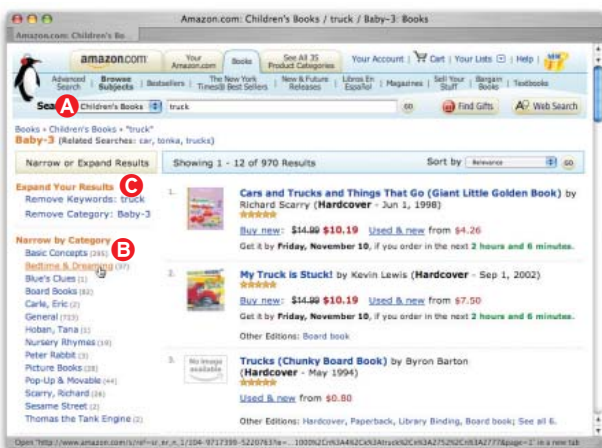 Amazon.com: Children's Books / truck / Baby-3: Books
Amazon.com: Children's Bo...
amazon.com
Your Amazon.com
Books
See All 35 Product Categories
Your Account | Cart | Your Lists | Help |
Advanced Search | Browse Subjects | Bestsellers | The New York Times® Best Sellers | New & Future Releases | Libros En Español | Magazines | Sell Your Stuff | Bargain Books | Textbooks
Sea A Children's Books truck GO Find Gifts A9 Web Search
Books › Children's Books › "truck"
Baby-3 (Related Searches: car, tonka, trucks)
Narrow or Expand Results
Showing 1 - 12 of 970 Results
Sort by Relevance GO
Expand Your Results C
Remove Keywords: truck
Remove Category: Baby-3
Narrow by Category B
Basic Concepts (295)
Bedtime & Dreaming (37)
Blue's Clues (1)
Board Books (82)
Carle, Eric (2)
General (723)
Hoban, Tana (1)
Nursery Rhymes (19)
Peter Rabbit (3)
Picture Books (28)
Pop-Up & Movable (44)
Scarry, Richard (26)
Sesame Street (2)
Thomas the Tank Engine (2)
1.
Cars and Trucks and Things That Go (Giant Little Golden Book) by
Richard Scarry (Hardcover - Jun 1, 1998)
Buy new: $14.99 $10.19 Used & new from $4.26
Get it by Friday, November 10, if you order in the next 2 hours and 6 minutes.
2.
My Truck is Stuck! by Kevin Lewis (Hardcover - Sep 1, 2002)
Buy new: $14.99 $10.19 Used & new from $7.50
Get it by Friday, November 10, if you order in the next 2 hours and 6 minutes.
Other Editions: Board book
3.
No image available
Trucks (Chunky Board Book) by Byron Barton
(Hardcover - May 1994)
Used & new from $0.80
Other Editions: Hardcover, Paperback, Library Binding, Board book; See all 6.